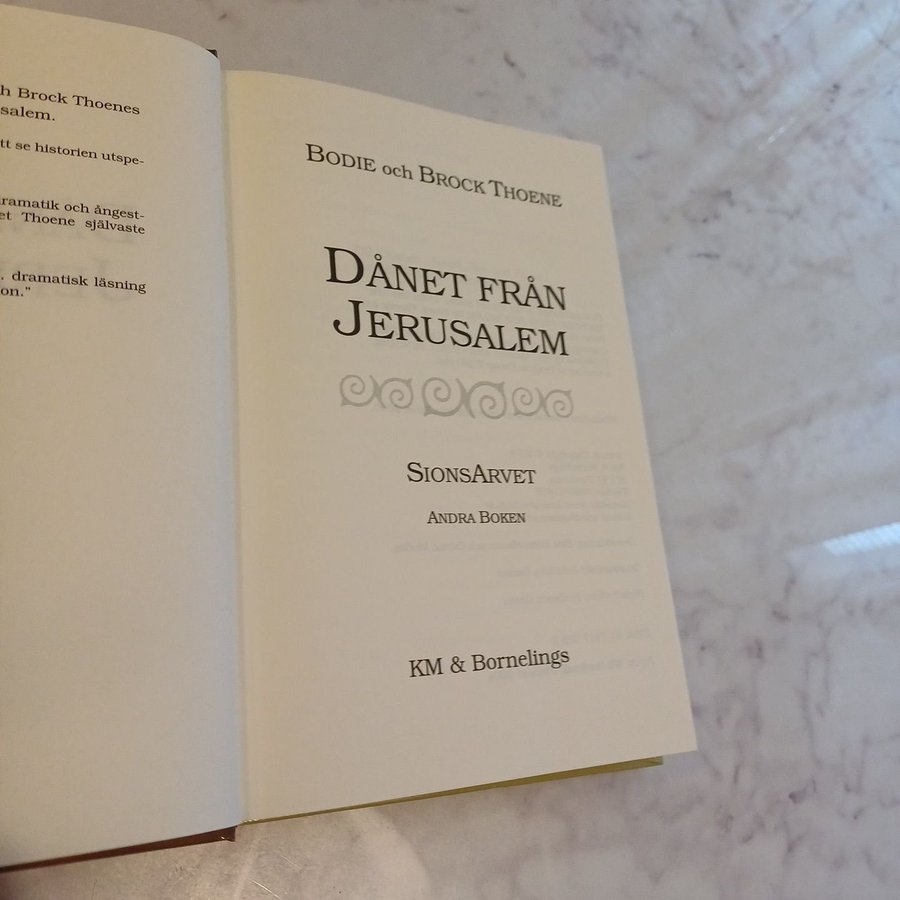 h Brock Thoenes
salem.
tt se historien utspe-
ramatik och ångest-
et Thoene självaste
. dramatisk läsning
on."
BODIE och BROCK THOENE
DÅNET FRÅN
JERUSALEM
SIONSARVET
ANDRA BOKEN
KM & Bornelings